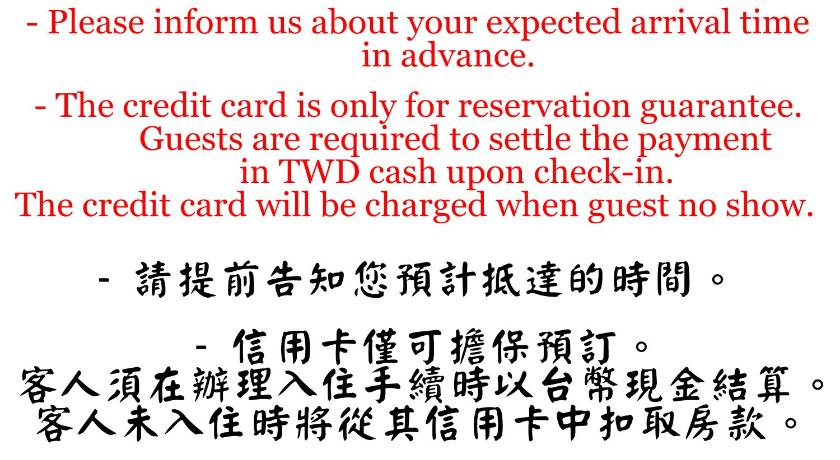 - Please inform us about your expected arrival time
in advance.
- The credit card is only for reservation guarantee.
Guests are required to settle the payment
in TWD cash upon check-in.
The credit card will be charged when guest no show.
- 請提前告知您預計抵達的時間。
- 信用卡僅可擔保預訂。
客人須在辦理入住手續時以台幣現金結算。
客人未入住時將從其信用卡中扣取房款。